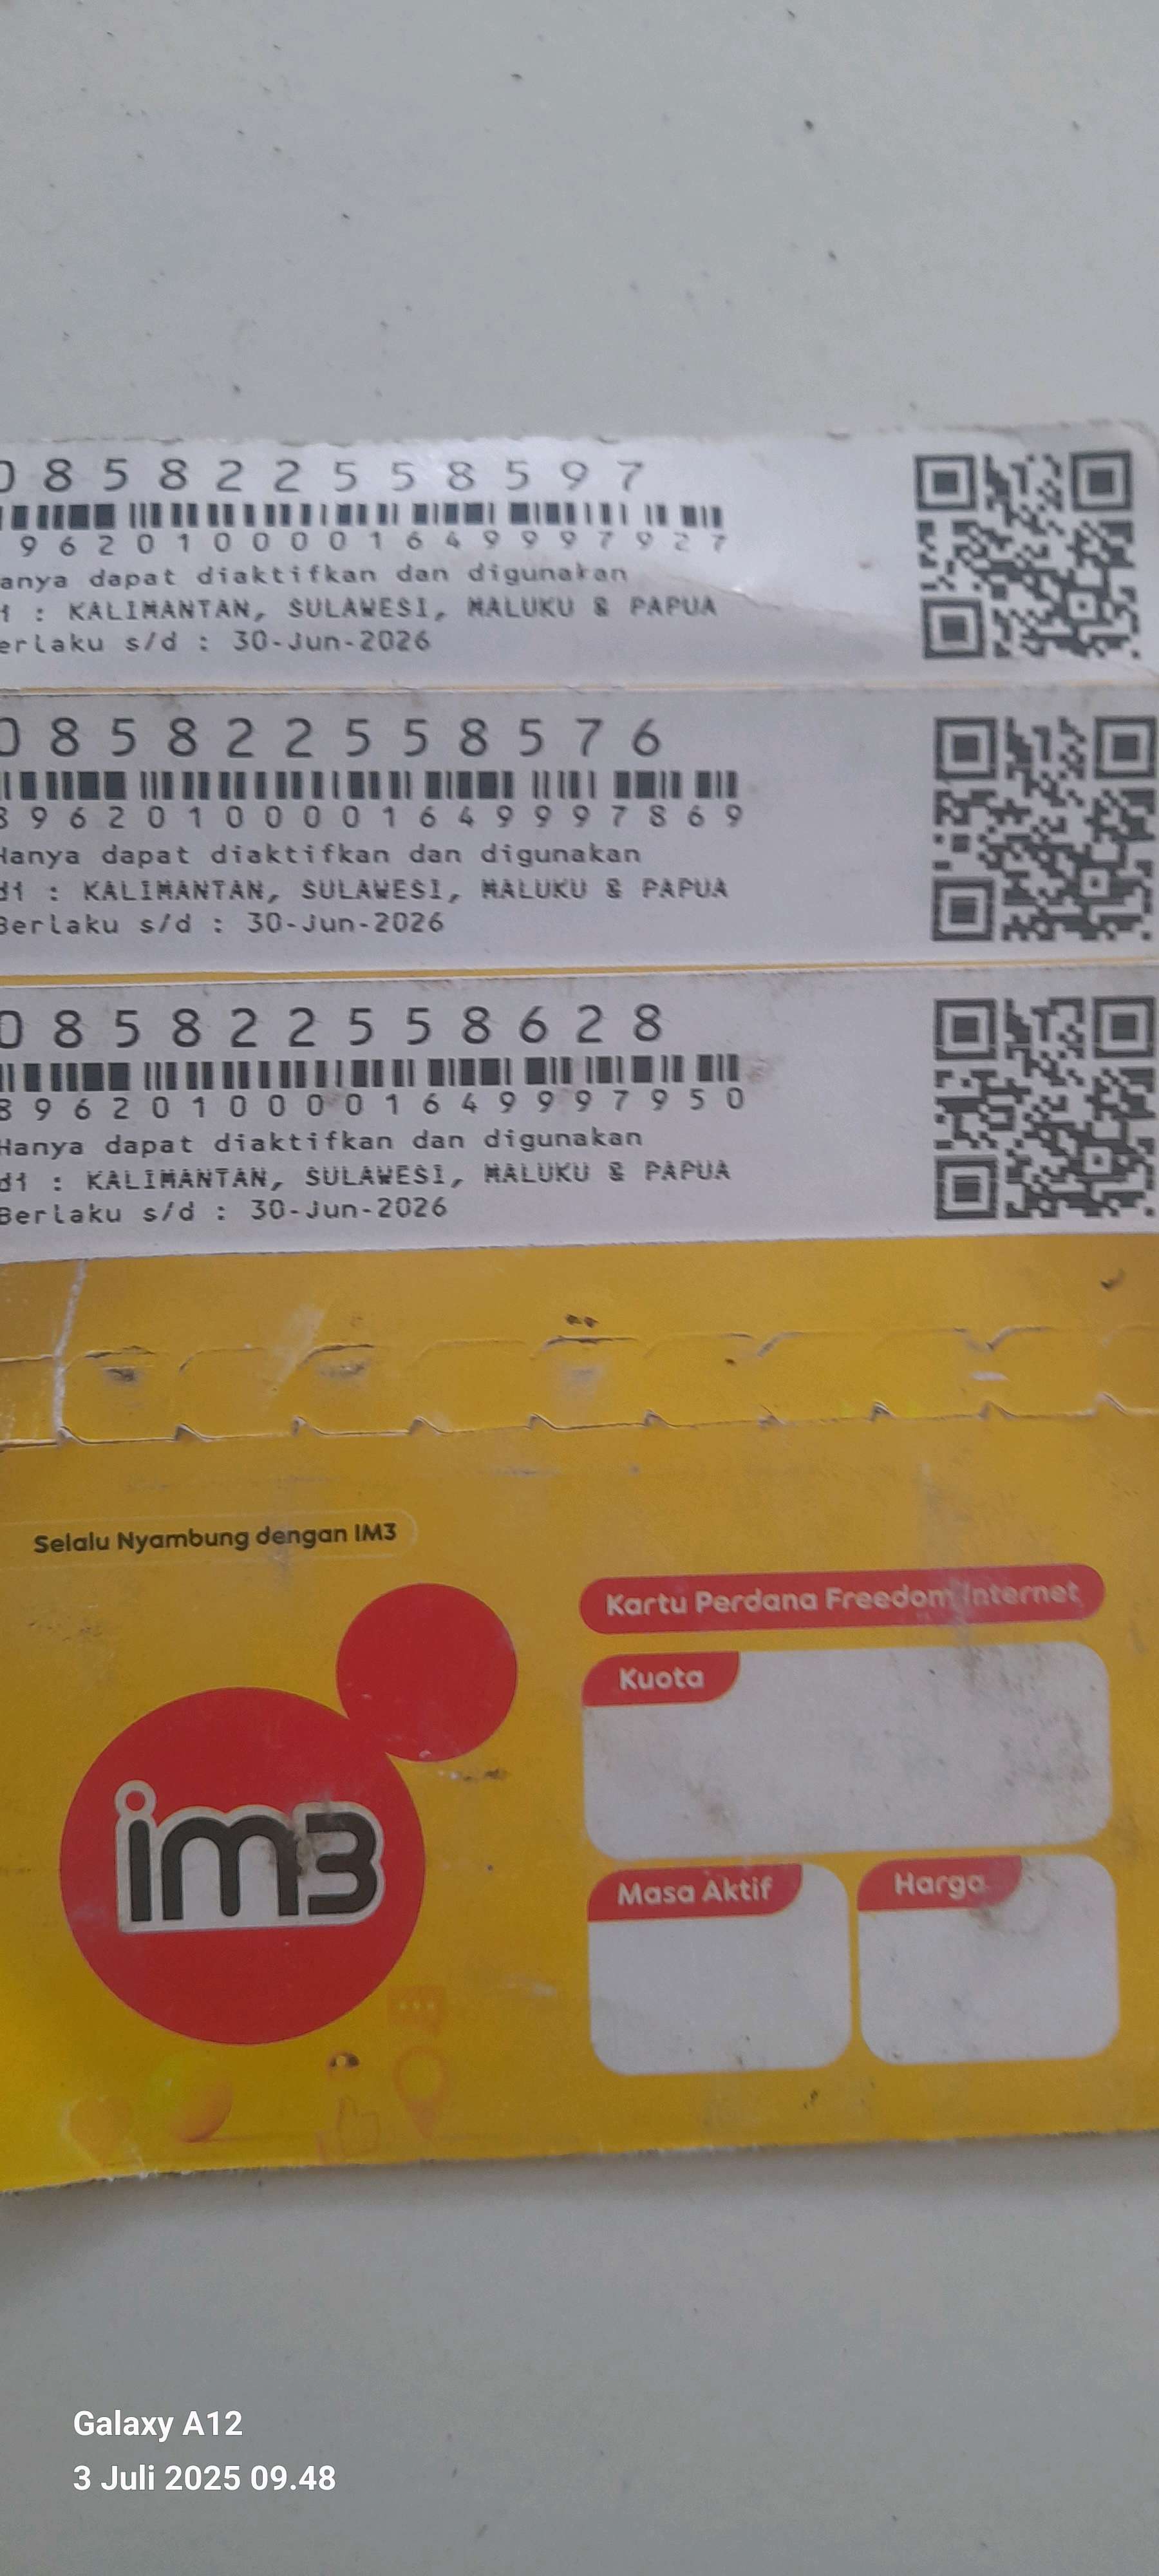 085822558597
962010000164999 7927
anya dapat diaktifkan dan digunakan
i : KALIMANTAN, SULAWESI, MALUKU & PAPUA
erlaku s/d : 30-Jun-2026
085822558576
89620100001649997869
Hanya dapat diaktifkan dan digunakan
di : KALIMANTAN, SULAWESI, MALUKU & PAPUA
Berlaku s/d : 30-Jun-2026
085822558628
89620100001649997950
Hanya dapat diaktifkan dan digunakan
di : KALIMANTAN, SULAWESI, MALUKU & PAPUA
Berlaku s/d : 30-Jun-2026
Selalu Nyambung dengan IM3
Kartu Perdana Freedom Internet
Kuota
im3
Masa Aktif
Harga
Galaxy A12
3 Juli 2025 09.48